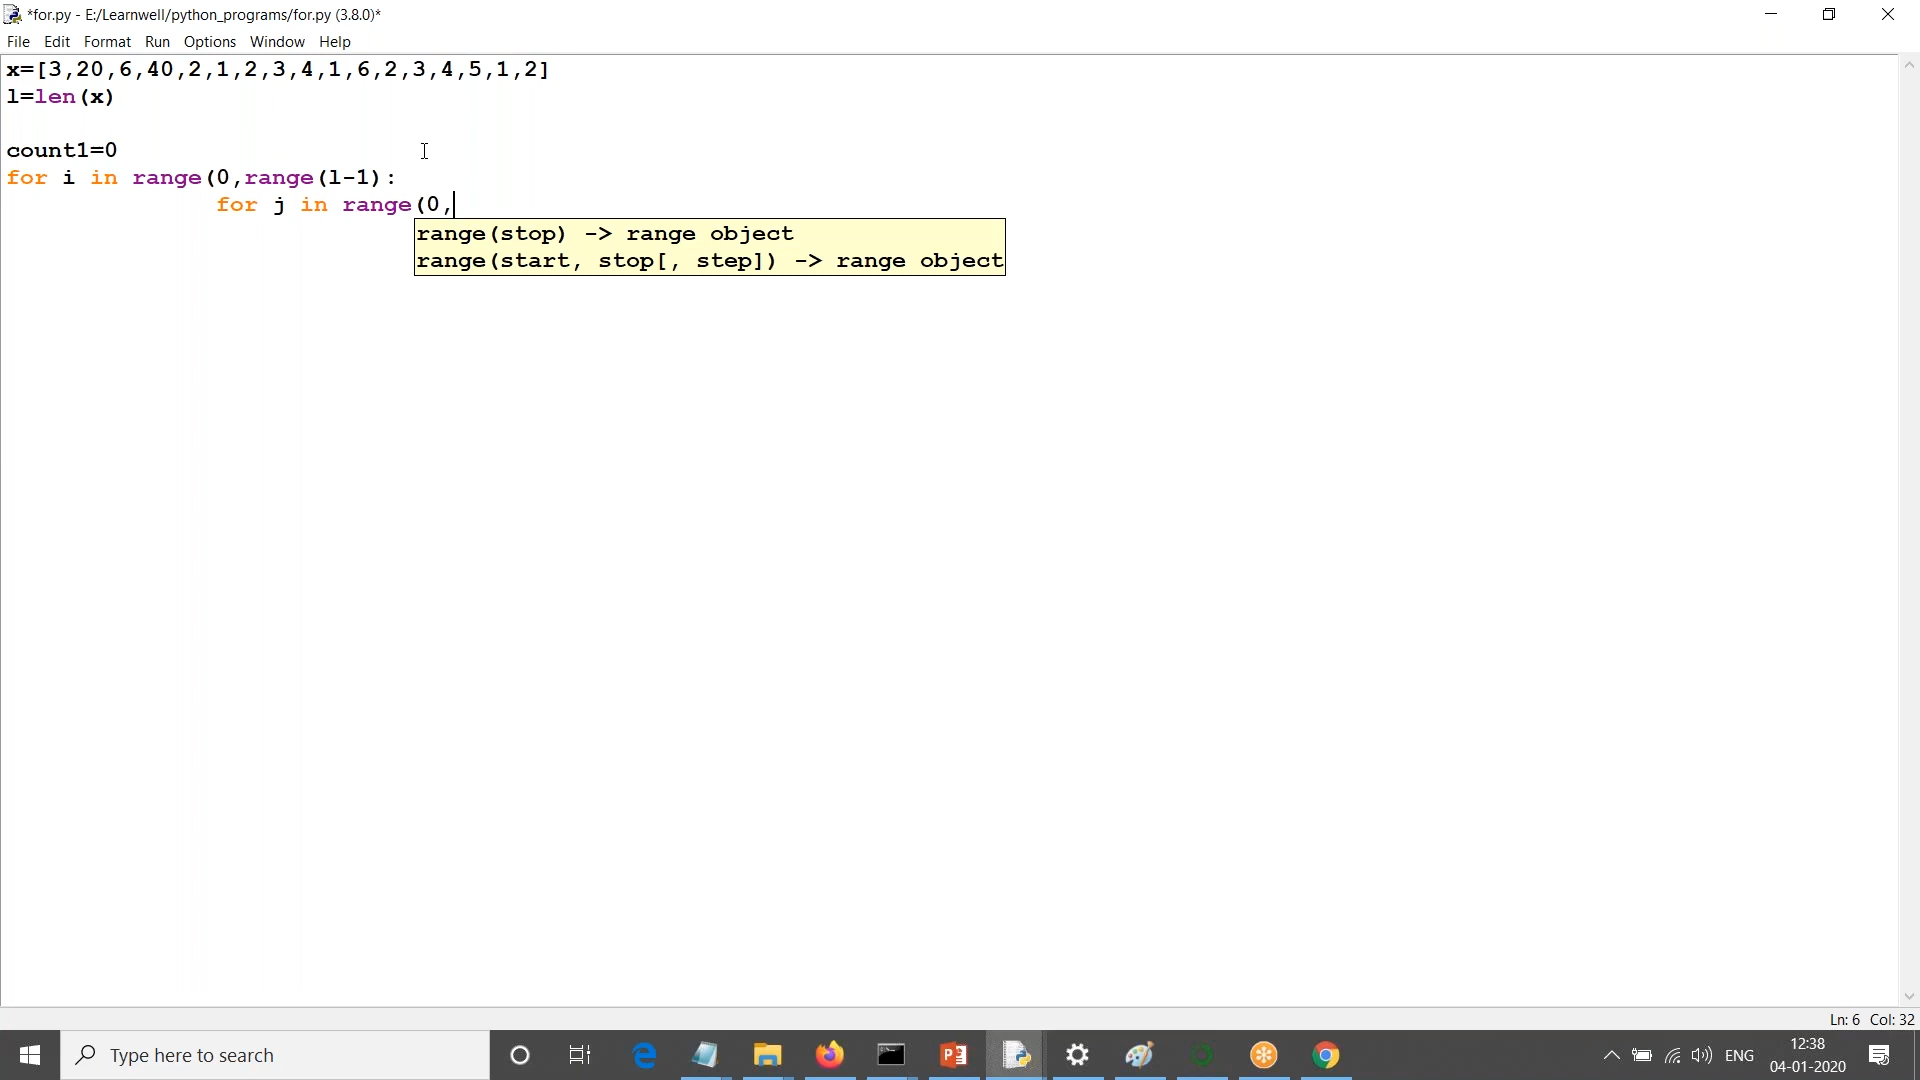 *for.py - E:/Learnwell/python_programs/for.py (3.8.0)*
File Edit Format Run Options Window Help
x=[3,20,6,40,2,1,2,3,4,1,6,2,3,4,5,1,2]
l=len(x)
count1=0
for i in range(0,range(l-1):
for j in range(0,
range(stop) -> range object
range(start, stop[, step]) -> range object
Ln: 6 Col: 32
Type here to search
ENG
12:38
04-01-2020